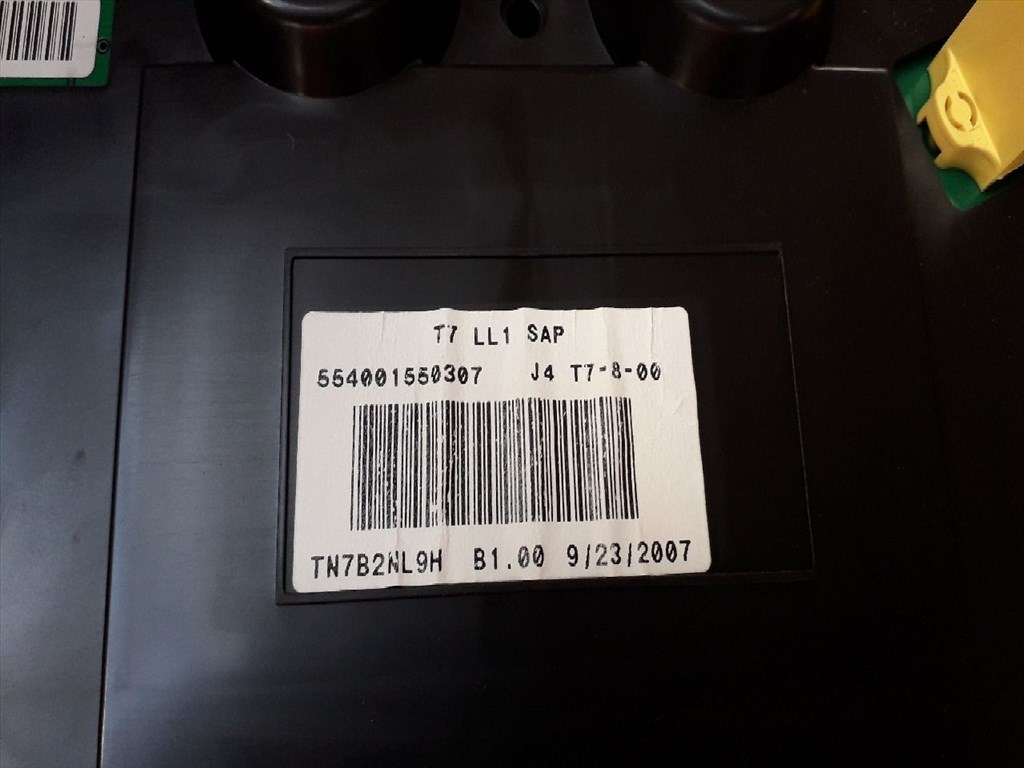 T7 LL1 SAP
554001550307 J4 T7-8-00
TN7B2NL9H B1.00 9/23/2007